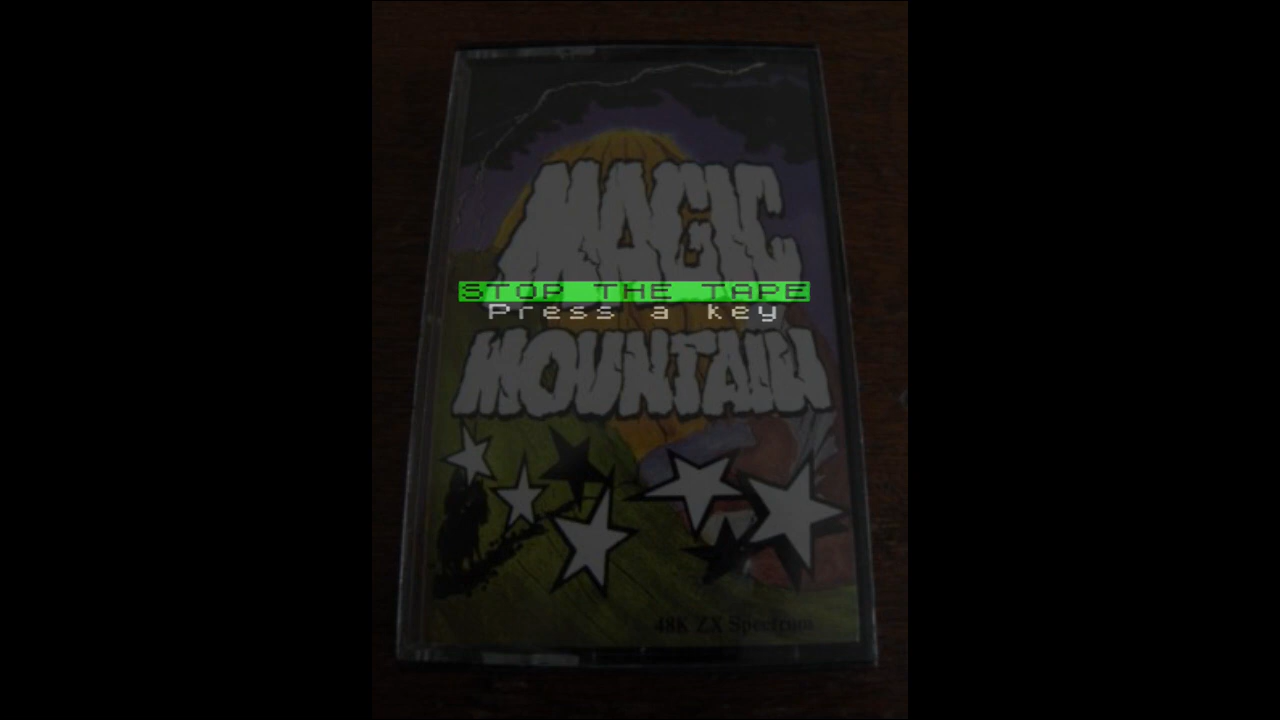 MAGIC
STOP THE TAPE
Press a key
MOUNTAIN
48K ZX Spectrum